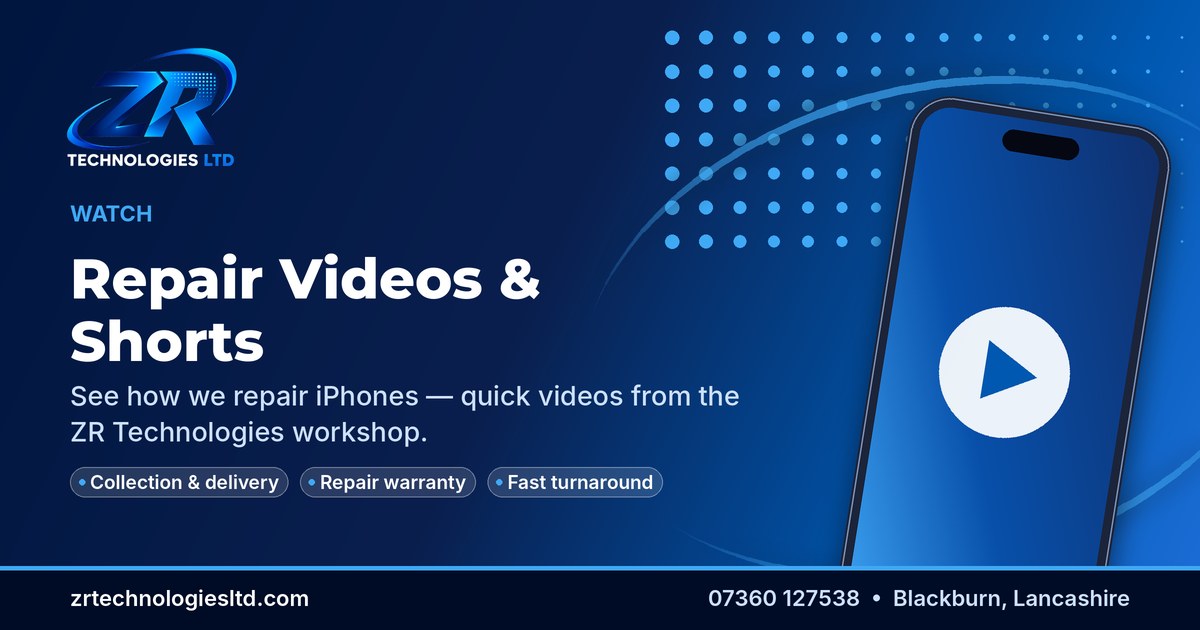 ZR
TECHNOLOGIES LTD
WATCH
Repair Videos &
Shorts
See how we repair iPhones — quick videos from the
ZR Technologies workshop.
Collection & delivery
Repair warranty
Fast turnaround
zrtechnologiesltd.com
07360 127538 • Blackburn, Lancashire